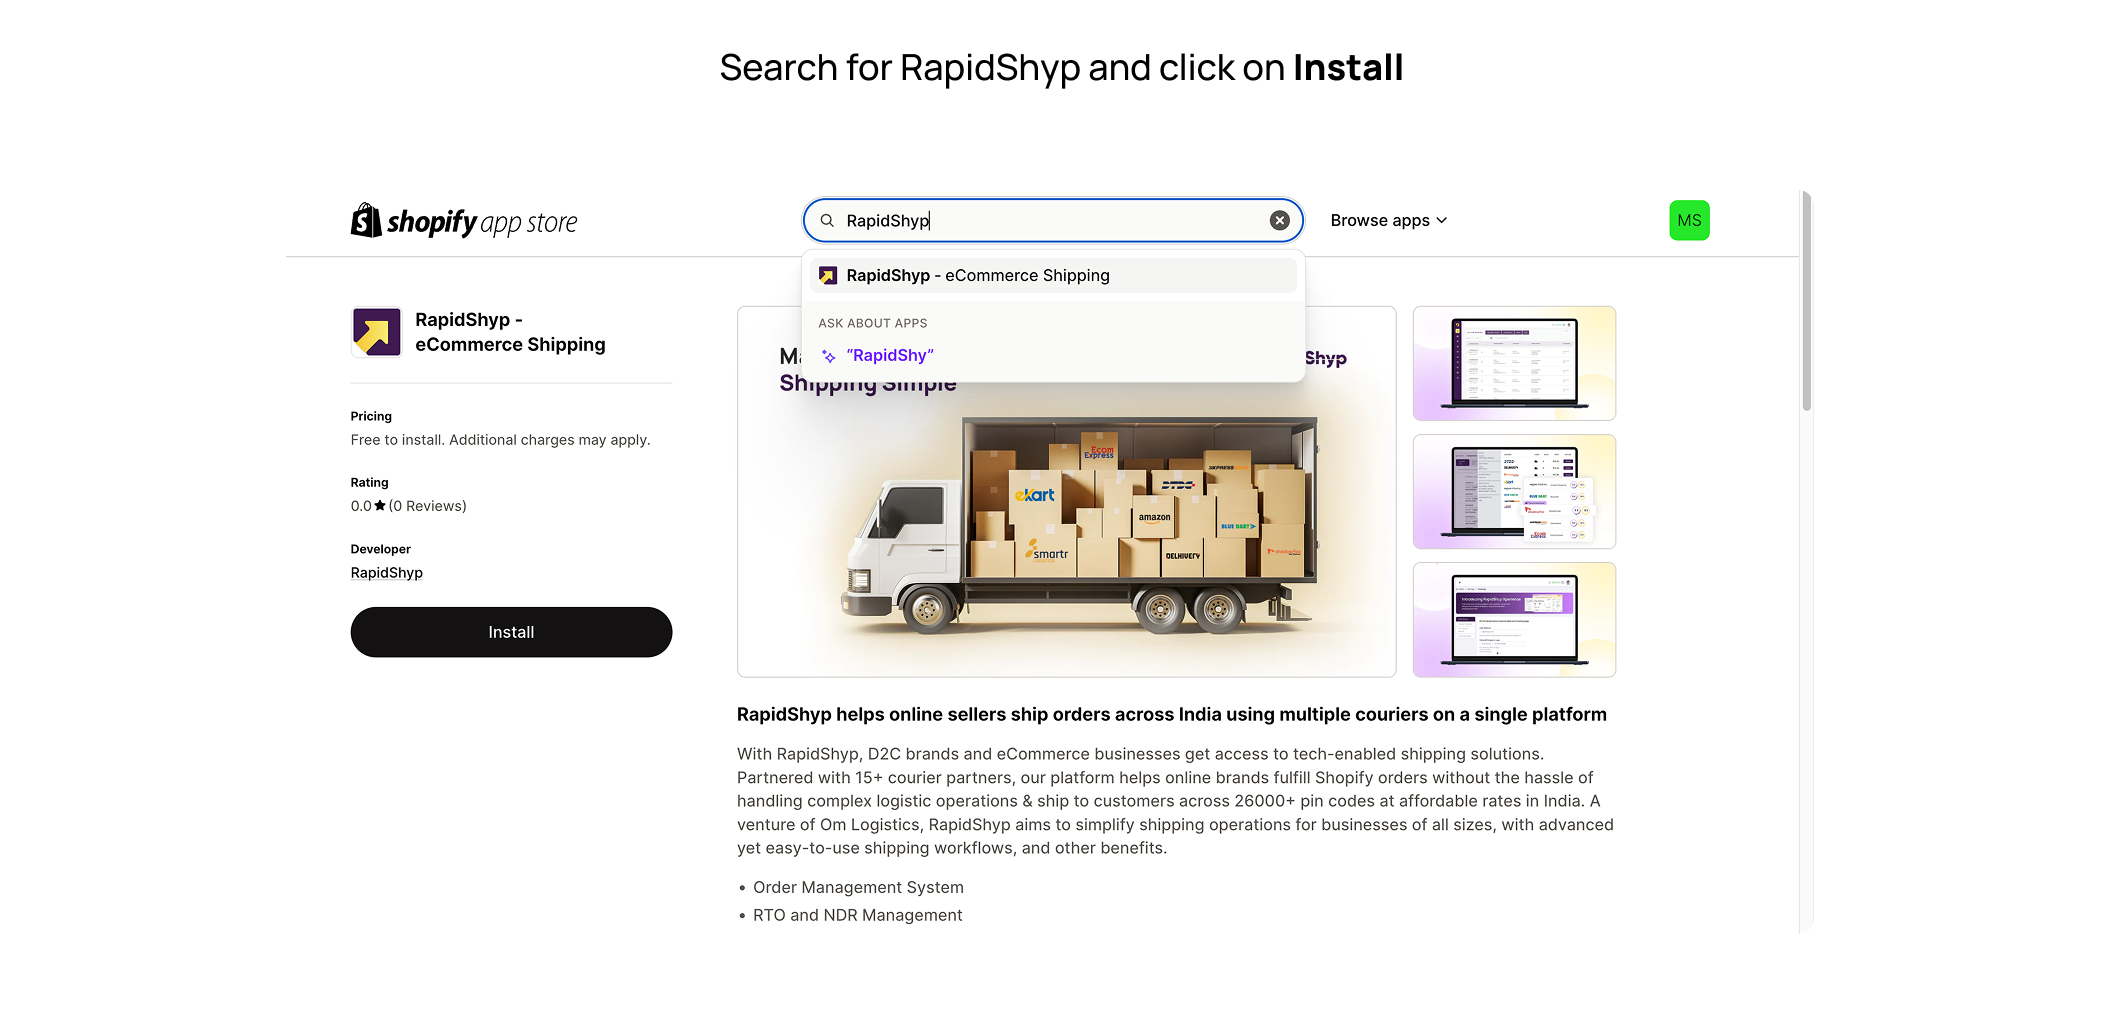 Search for RapidShyp and click on Install
shopify app store
RapidShyp
Browse apps
MS
RapidShyp - eCommerce Shipping
ASK ABOUT APPS
“RapidShy”
RapidShyp -
eCommerce Shipping
Pricing
Free to install. Additional charges may apply.
Rating
0.0★(0 Reviews)
Developer
RapidShyp
Install
Shyp
Shipping Simple
Ecom
Express
ekart
XPRESSBEES
DTDC
amazon
BLUE DART
smartr
DELHIVERY
shadowfax
RapidShyp helps online sellers ship orders across India using multiple couriers on a single platform
With RapidShyp, D2C brands and eCommerce businesses get access to tech-enabled shipping solutions.
Partnered with 15+ courier partners, our platform helps online brands fulfill Shopify orders without the hassle of
handling complex logistic operations & ship to customers across 26000+ pin codes at affordable rates in India. A
venture of Om Logistics, RapidShyp aims to simplify shipping operations for businesses of all sizes, with advanced
yet easy-to-use shipping workflows, and other benefits.
• Order Management System
• RTO and NDR Management